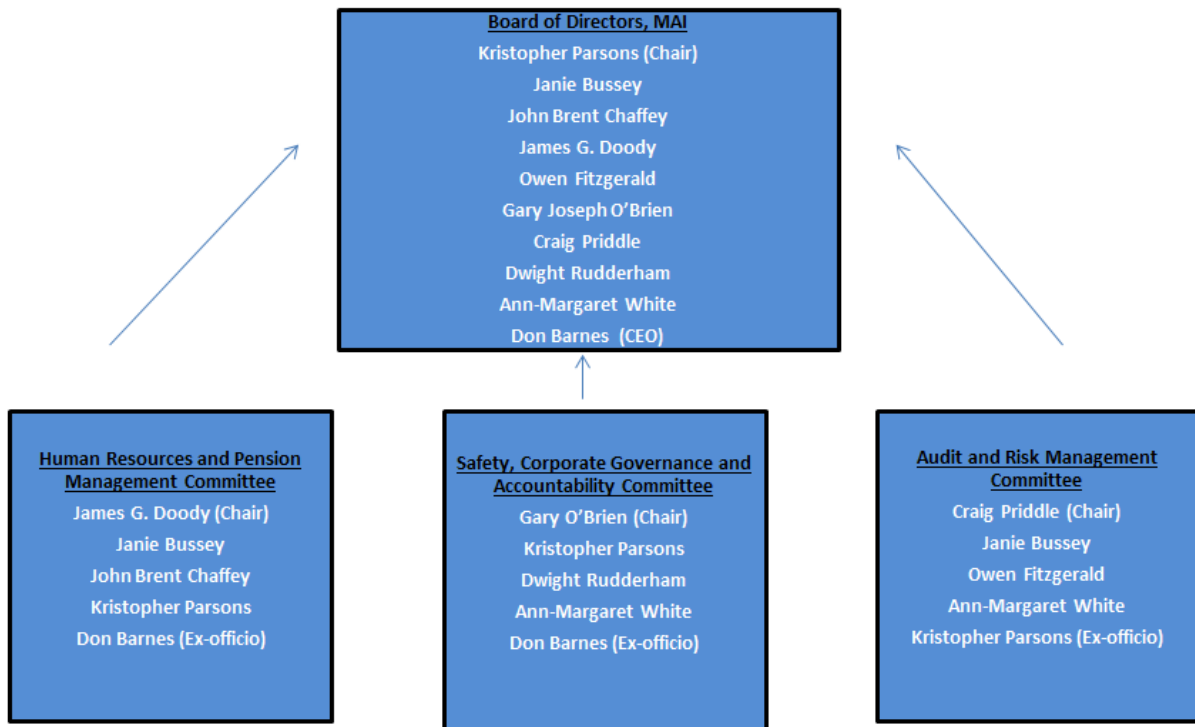 Board of Directors, MAI
Kristopher Parsons (Chair)
Janie Bussey
John Brent Chaffey
James G. Doody
Owen Fitzgerald
Gary Joseph O’Brien
Craig Priddle
Dwight Rudderham
Ann-Margaret White
Don Barnes (CEO)
Human Resources and Pension
Management Committee
James G. Doody (Chair)
Janie Bussey
John Brent Chaffey
Kristopher Parsons
Don Barnes (Ex-officio)
Safety, Corporate Governance and
Accountability Committee
Gary O’Brien (Chair)
Kristopher Parsons
Dwight Rudderham
Ann-Margaret White
Don Barnes (Ex-officio)
Audit and Risk Management
Committee
Craig Priddle (Chair)
Janie Bussey
Owen Fitzgerald
Ann-Margaret White
Kristopher Parsons (Ex-officio)